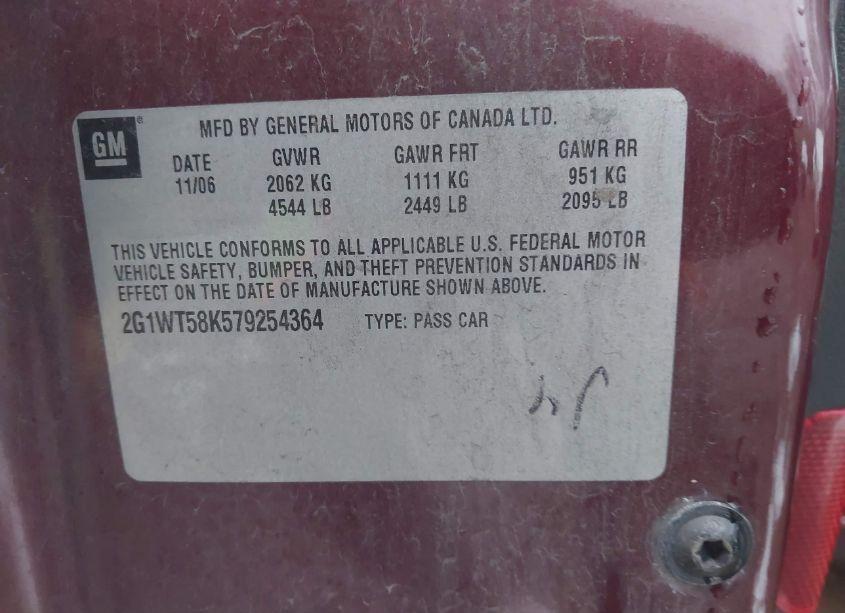 GM
MFD BY GENERAL MOTORS OF CANADA LTD.
DATE GVWR GAWR FRT GAWR RR
11/06 2062 KG 1111 KG 951 KG
4544 LB 2449 LB 2095 LB
THIS VEHICLE CONFORMS TO ALL APPLICABLE U.S. FEDERAL MOTOR
VEHICLE SAFETY, BUMPER, AND THEFT PREVENTION STANDARDS IN
EFFECT ON THE DATE OF MANUFACTURE SHOWN ABOVE.
2G1WT58K579254364 TYPE: PASS CAR